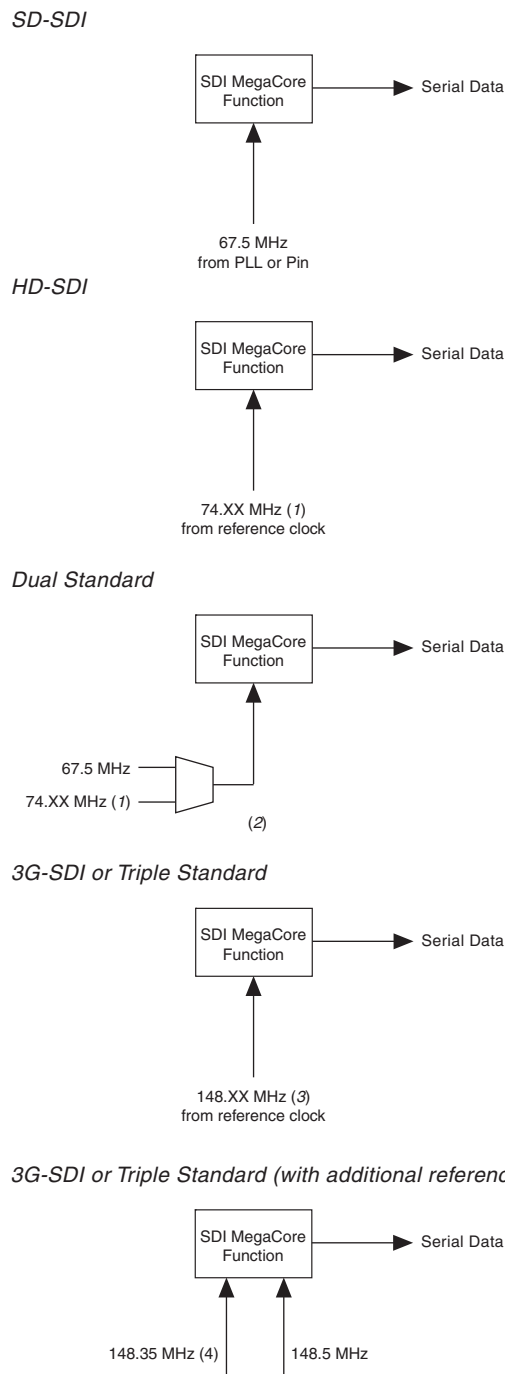 SD-SDI
SDI MegaCore
Function
Serial Data
67.5 MHz
from PLL or Pin
HD-SDI
SDI MegaCore
Function
Serial Data
74.XX MHz (1)
from reference clock
Dual Standard
SDI MegaCore
Function
Serial Data
67.5 MHz
74.XX MHz (1)
(2)
3G-SDI or Triple Standard
SDI MegaCore
Function
Serial Data
148.XX MHz (3)
from reference clock
3G-SDI or Triple Standard (with additional referenc
SDI MegaCore
Function
Serial Data
148.35 MHz (4)
148.5 MHz